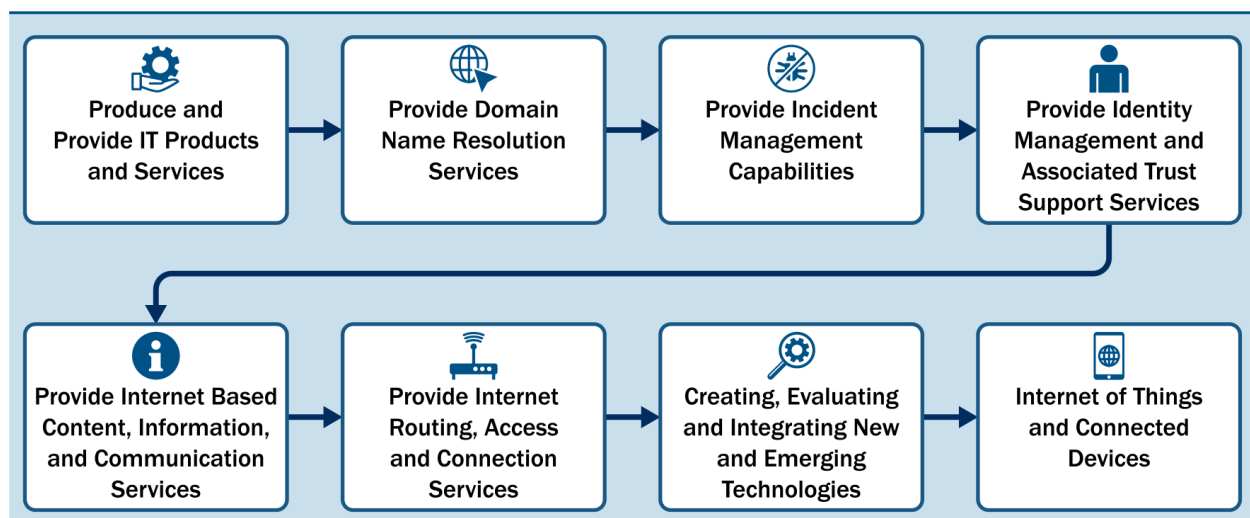 Produce and
Provide IT Products
and Services
Provide Domain
Name Resolution
Services
Provide Incident
Management
Capabilities
Provide Identity
Management and
Associated Trust
Support Services
Provide Internet Based
Content, Information,
and Communication
Services
Provide Internet
Routing, Access
and Connection
Services
Creating, Evaluating
and Integrating New
and Emerging
Technologies
Internet of Things
and Connected
Devices